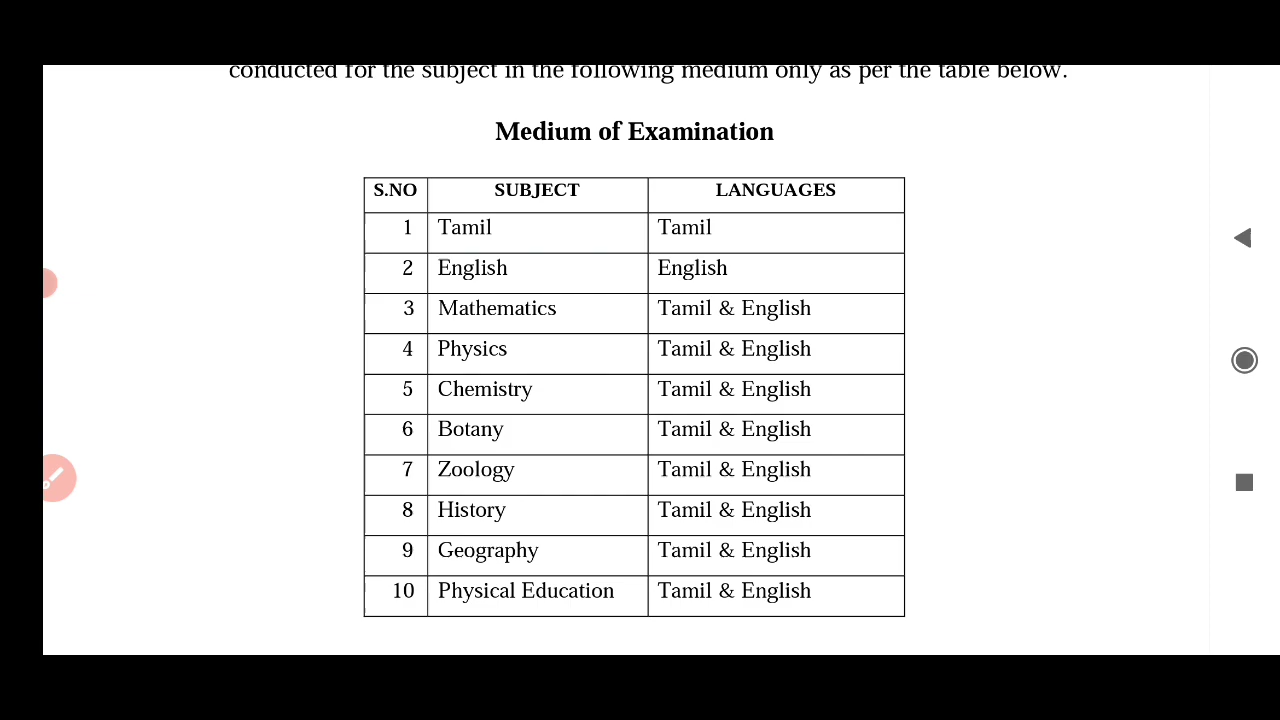 conducted for the subject in the following medium only as per the table below.
Medium of Examination
S.NO SUBJECT LANGUAGES
1 Tamil Tamil
2 English English
3 Mathematics Tamil & English
4 Physics Tamil & English
5 Chemistry Tamil & English
6 Botany Tamil & English
7 Zoology Tamil & English
8 History Tamil & English
9 Geography Tamil & English
10 Physical Education Tamil & English